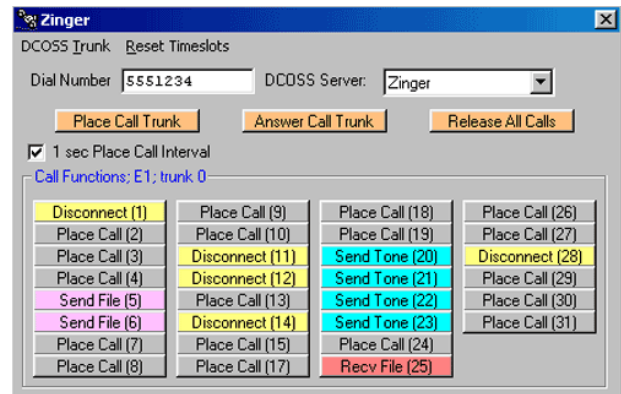 Zinger
DCOSS Trunk Reset Timeslots
Dial Number 5551234 DCOSS Server: Zinger
Place Call Trunk Answer Call Trunk Release All Calls
1 sec Place Call Interval
Call Functions; E1; trunk 0
Disconnect (1) Place Call (9) Place Call (18) Place Call (26)
Place Call (2) Place Call (10) Place Call (19) Place Call (27)
Place Call (3) Disconnect (11) Send Tone (20) Disconnect (28)
Place Call (4) Disconnect (12) Send Tone (21) Place Call (29)
Send File (5) Place Call (13) Send Tone (22) Place Call (30)
Send File (6) Disconnect (14) Send Tone (23) Place Call (31)
Place Call (7) Place Call (15) Place Call (24)
Place Call (8) Place Call (17) Recv File (25)